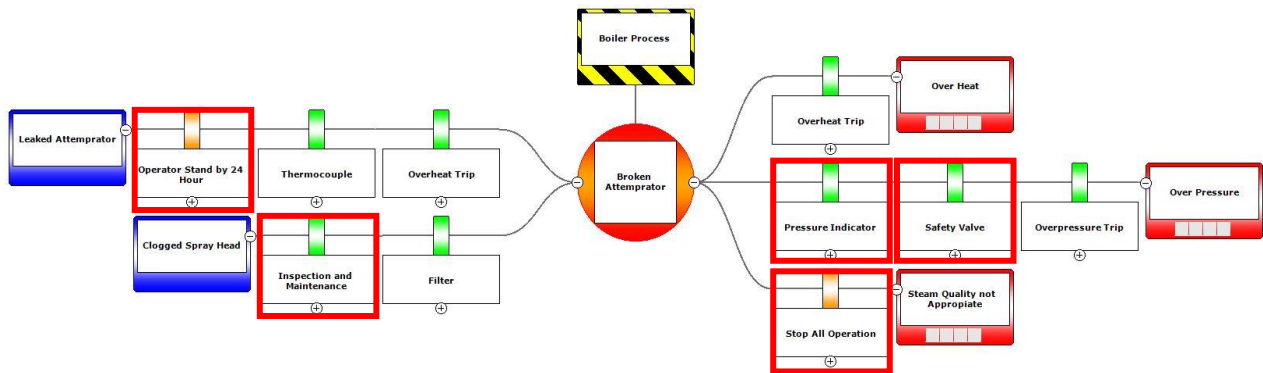 Boiler Process
Leaked Attemprator
Operator Stand by 24
Hour
Thermocouple
Overheat Trip
Clogged Spray Head
Inspection and
Maintenance
Filter
Broken
Attemprator
Overheat Trip
Over Heat
Pressure Indicator
Safety Valve
Overpressure Trip
Over Pressure
Stop All Operation
Steam Quality not
Appropiate